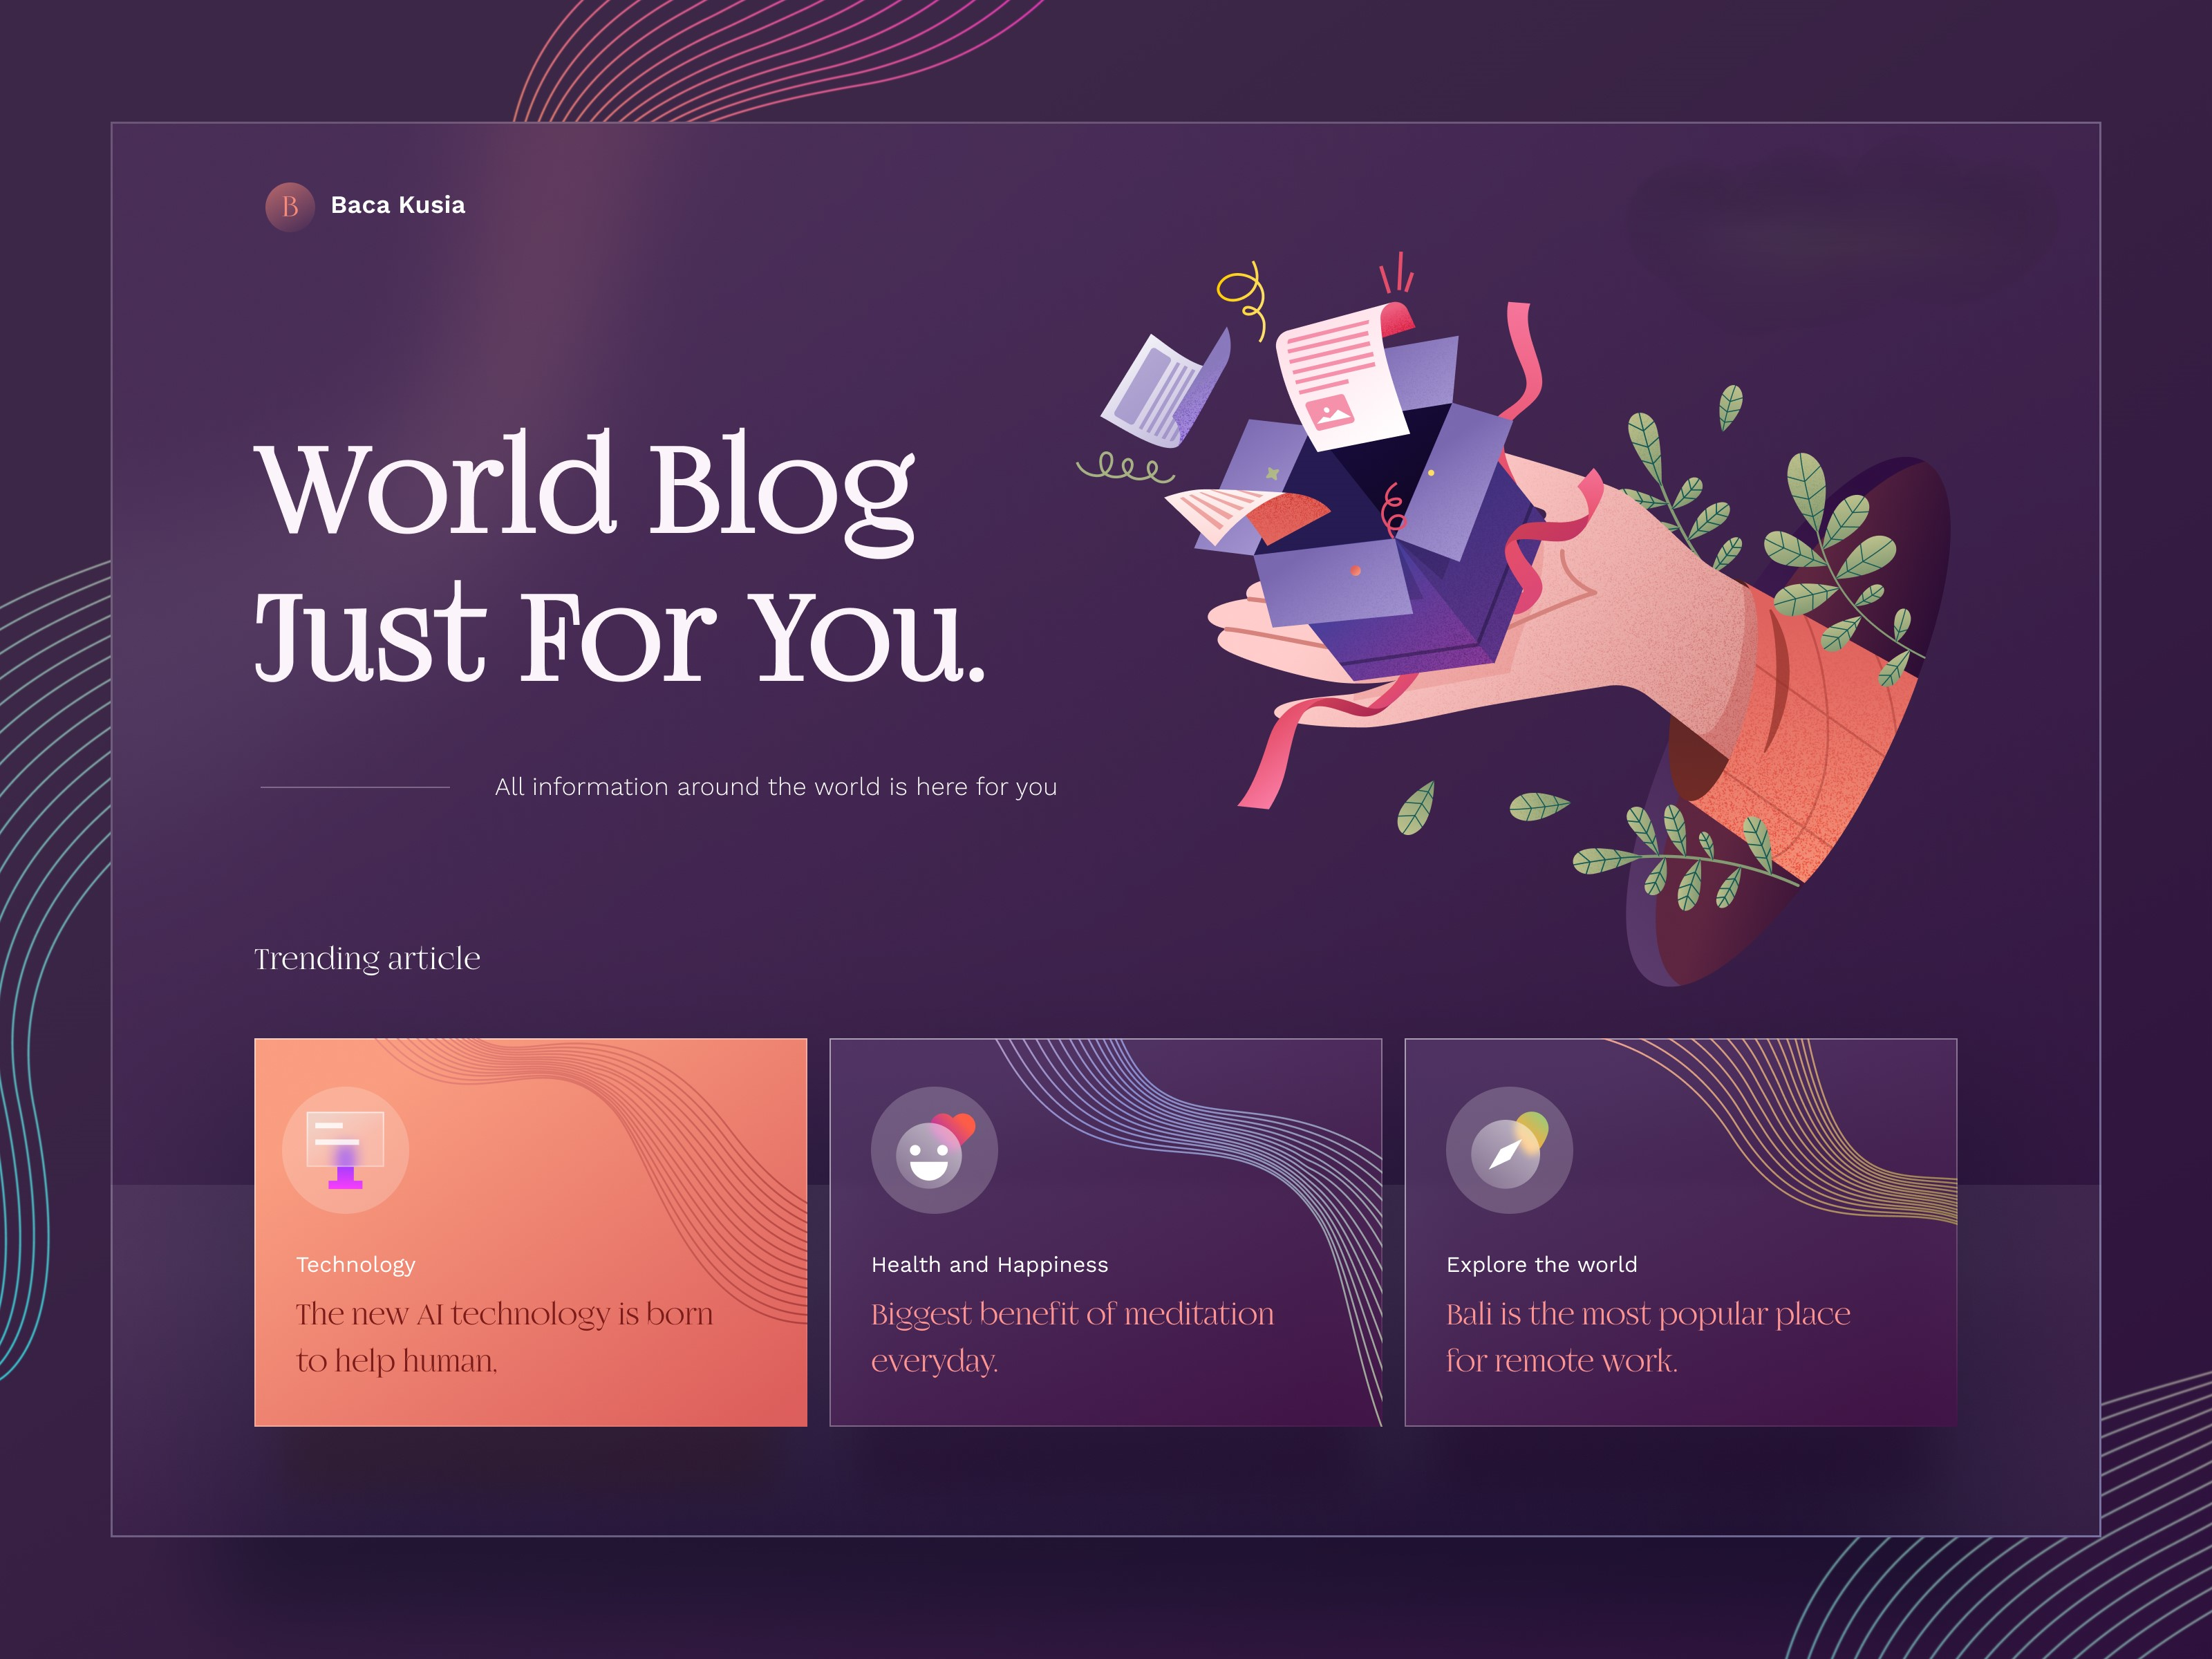 B
Baca Kusia
World Blog
Just For You.
All information around the world is here for you
Trending article
Technology
The new AI technology is born
to help human,
Health and Happiness
Biggest benefit of meditation
everyday.
Explore the world
Bali is the most popular place
for remote work.